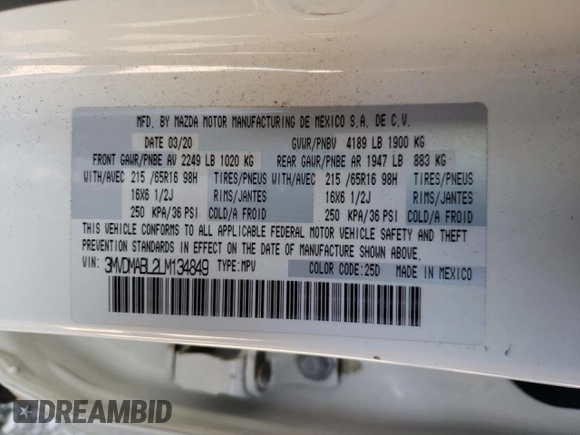 MFD. BY MAZDA MOTOR MANUFACTURING DE MEXICO S.A. DE C.V.
DATE 03/20 GVWR/PNBV 4189 LB 1900 KG
FRONT GAWR/PNBE AV 2249 LB 1020 KG REAR GAWR/PNBE AR 1947 LB 883 KG
WITH/AVEC 215 /65R16 98H TIRES/PNEUS WITH/AVEC 215 /65R16 98H TIRES/PNEUS
16X6 1/2J RIMS/JANTES 16X6 1/2J RIMS/JANTES
250 KPA/36 PSI COLD/A FROID 250 KPA/36 PSI COLD/A FROID
THIS VEHICLE CONFORMS TO ALL APPLICABLE FEDERAL MOTOR VEHICLE SAFETY AND THEFT
PREVENTION STANDARDS IN EFFECT ON THE DATE OF MANUFACTURE SHOWN ABOVE.
VIN: 3MVDMABL2LM134849 TYPE:MPV COLOR CODE:25D MADE IN MEXICO
DREAMBID